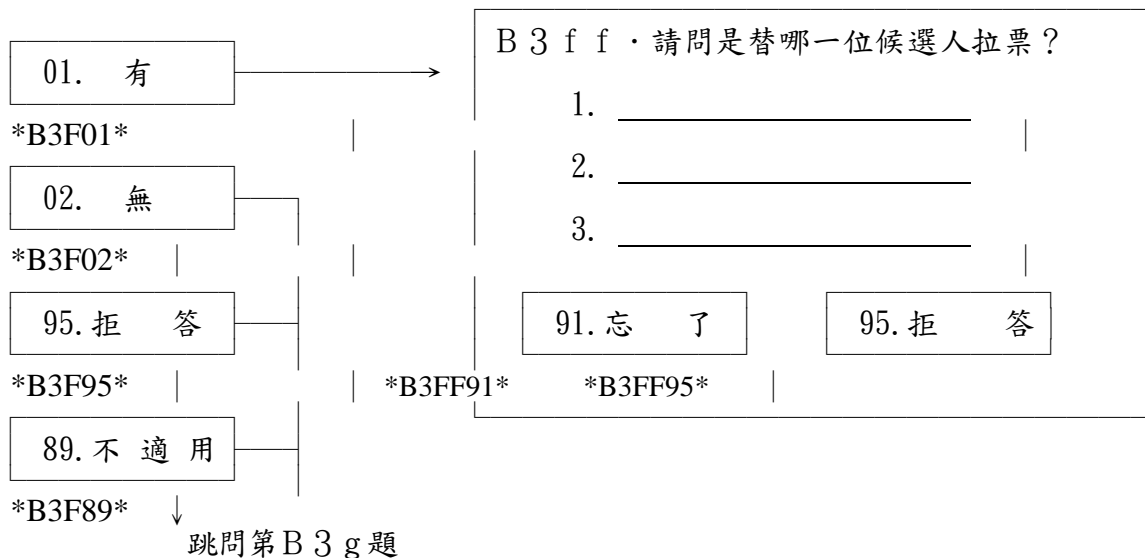 B3ff．請問是替哪一位候選人拉票？
01. 有
1.
*B3F01*
2.
02. 無
3.
*B3F02*
95.拒 答
91.忘 了
95.拒 答
*B3F95*
*B3FF91*
*B3FF95*
89.不 適 用
*B3F89*
跳問第B3g題